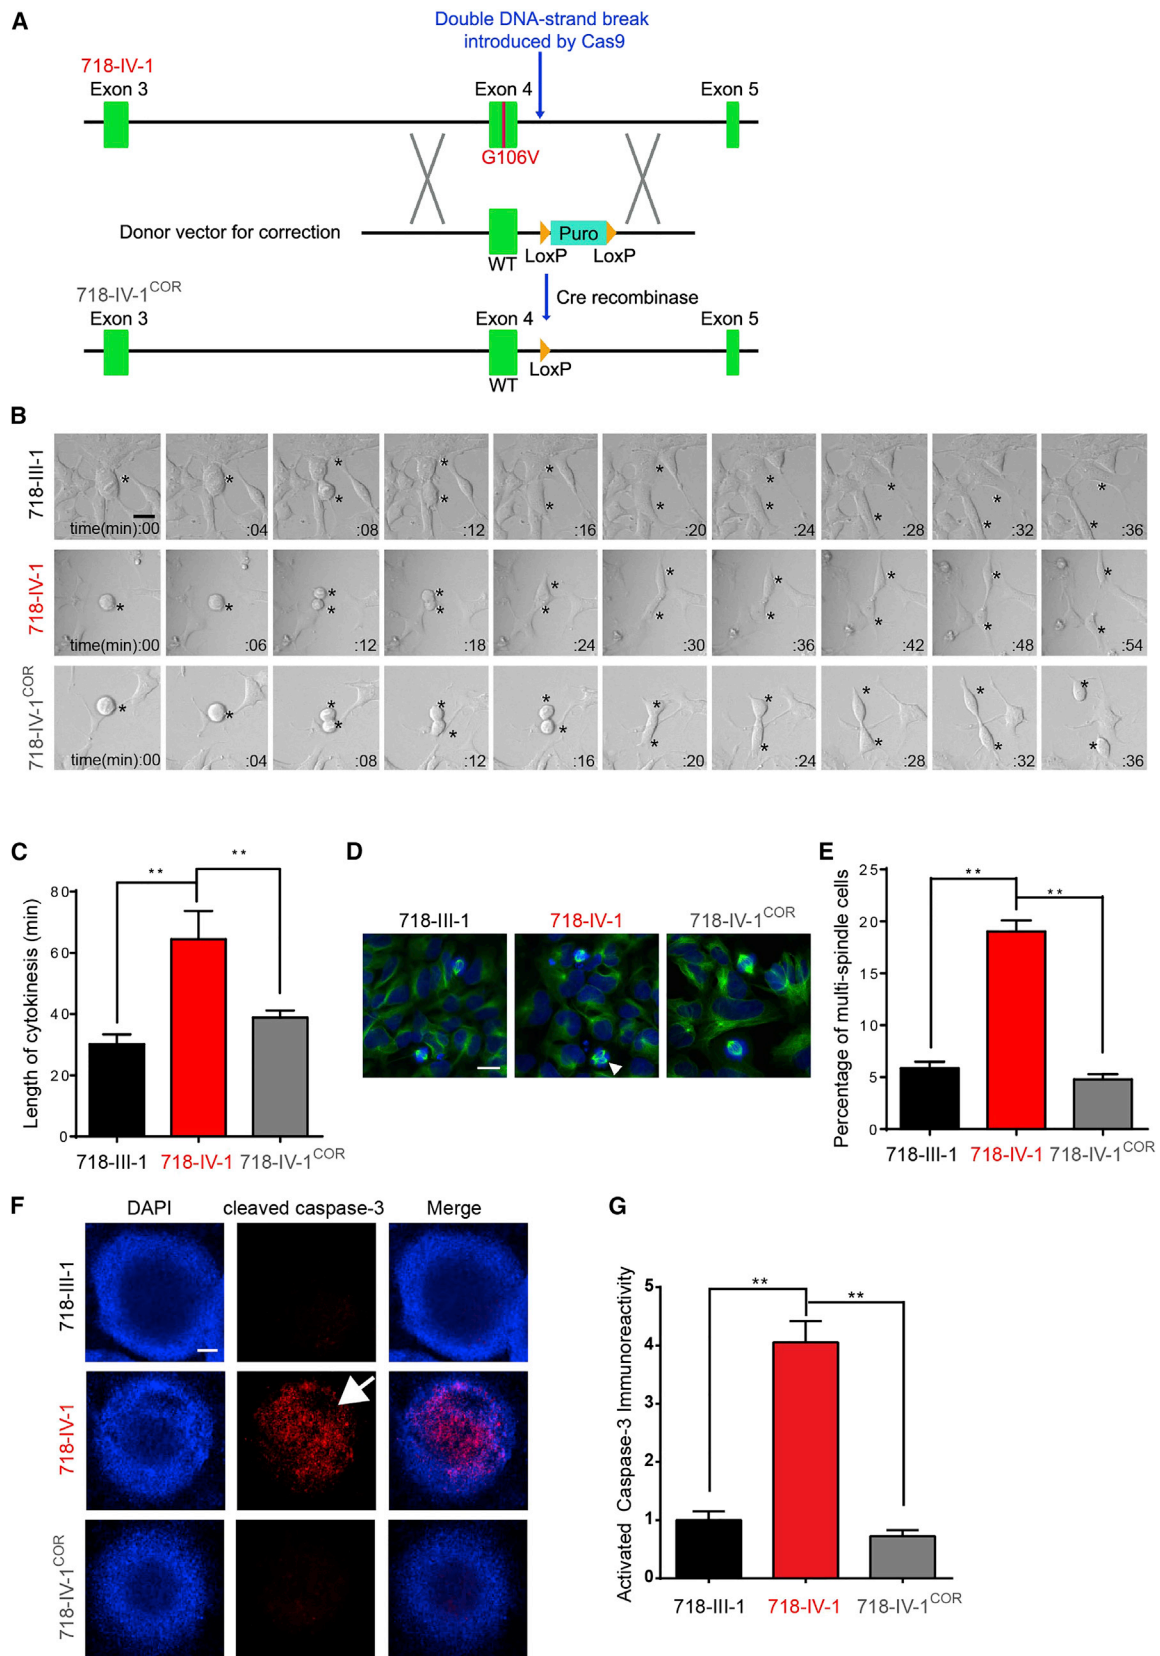 A
Double DNA-strand break
introduced by Cas9
718-IV-1
Exon 3
Exon 4
Exon 5
G106V
Donor vector for correction
Puro
WT
LoxP
LoxP
Cre recombinase
718-IV-1COR
Exon 3
Exon 4
Exon 5
LoxP
WT
B
718-III-1
time(min):00
:04
:08
:12
:16
:20
:24
:28
:32
:36
718-IV-1
time(min):00
:06
:12
:18
:24
:30
:36
:42
:48
:54
718-IV-1COR
time(min):00
:04
:08
:12
:16
:20
:24
:28
:32
:36
C
**
**
Length of cytokinesis (min)
80
60
40
20
0
718-III-1
718-IV-1
718-IV-1COR
D
718-III-1
718-IV-1
718-IV-1COR
E
**
**
Percentage of multi-spindle cells
25
20
15
10
5
0
718-III-1
718-IV-1
718-IV-1COR
F
DAPI
cleaved caspase-3
Merge
718-III-1
718-IV-1
718-IV-1COR
G
**
**
Activated Caspase-3 Immunoreactivity
5
4
3
2
1
0
718-III-1
718-IV-1
718-IV-1COR